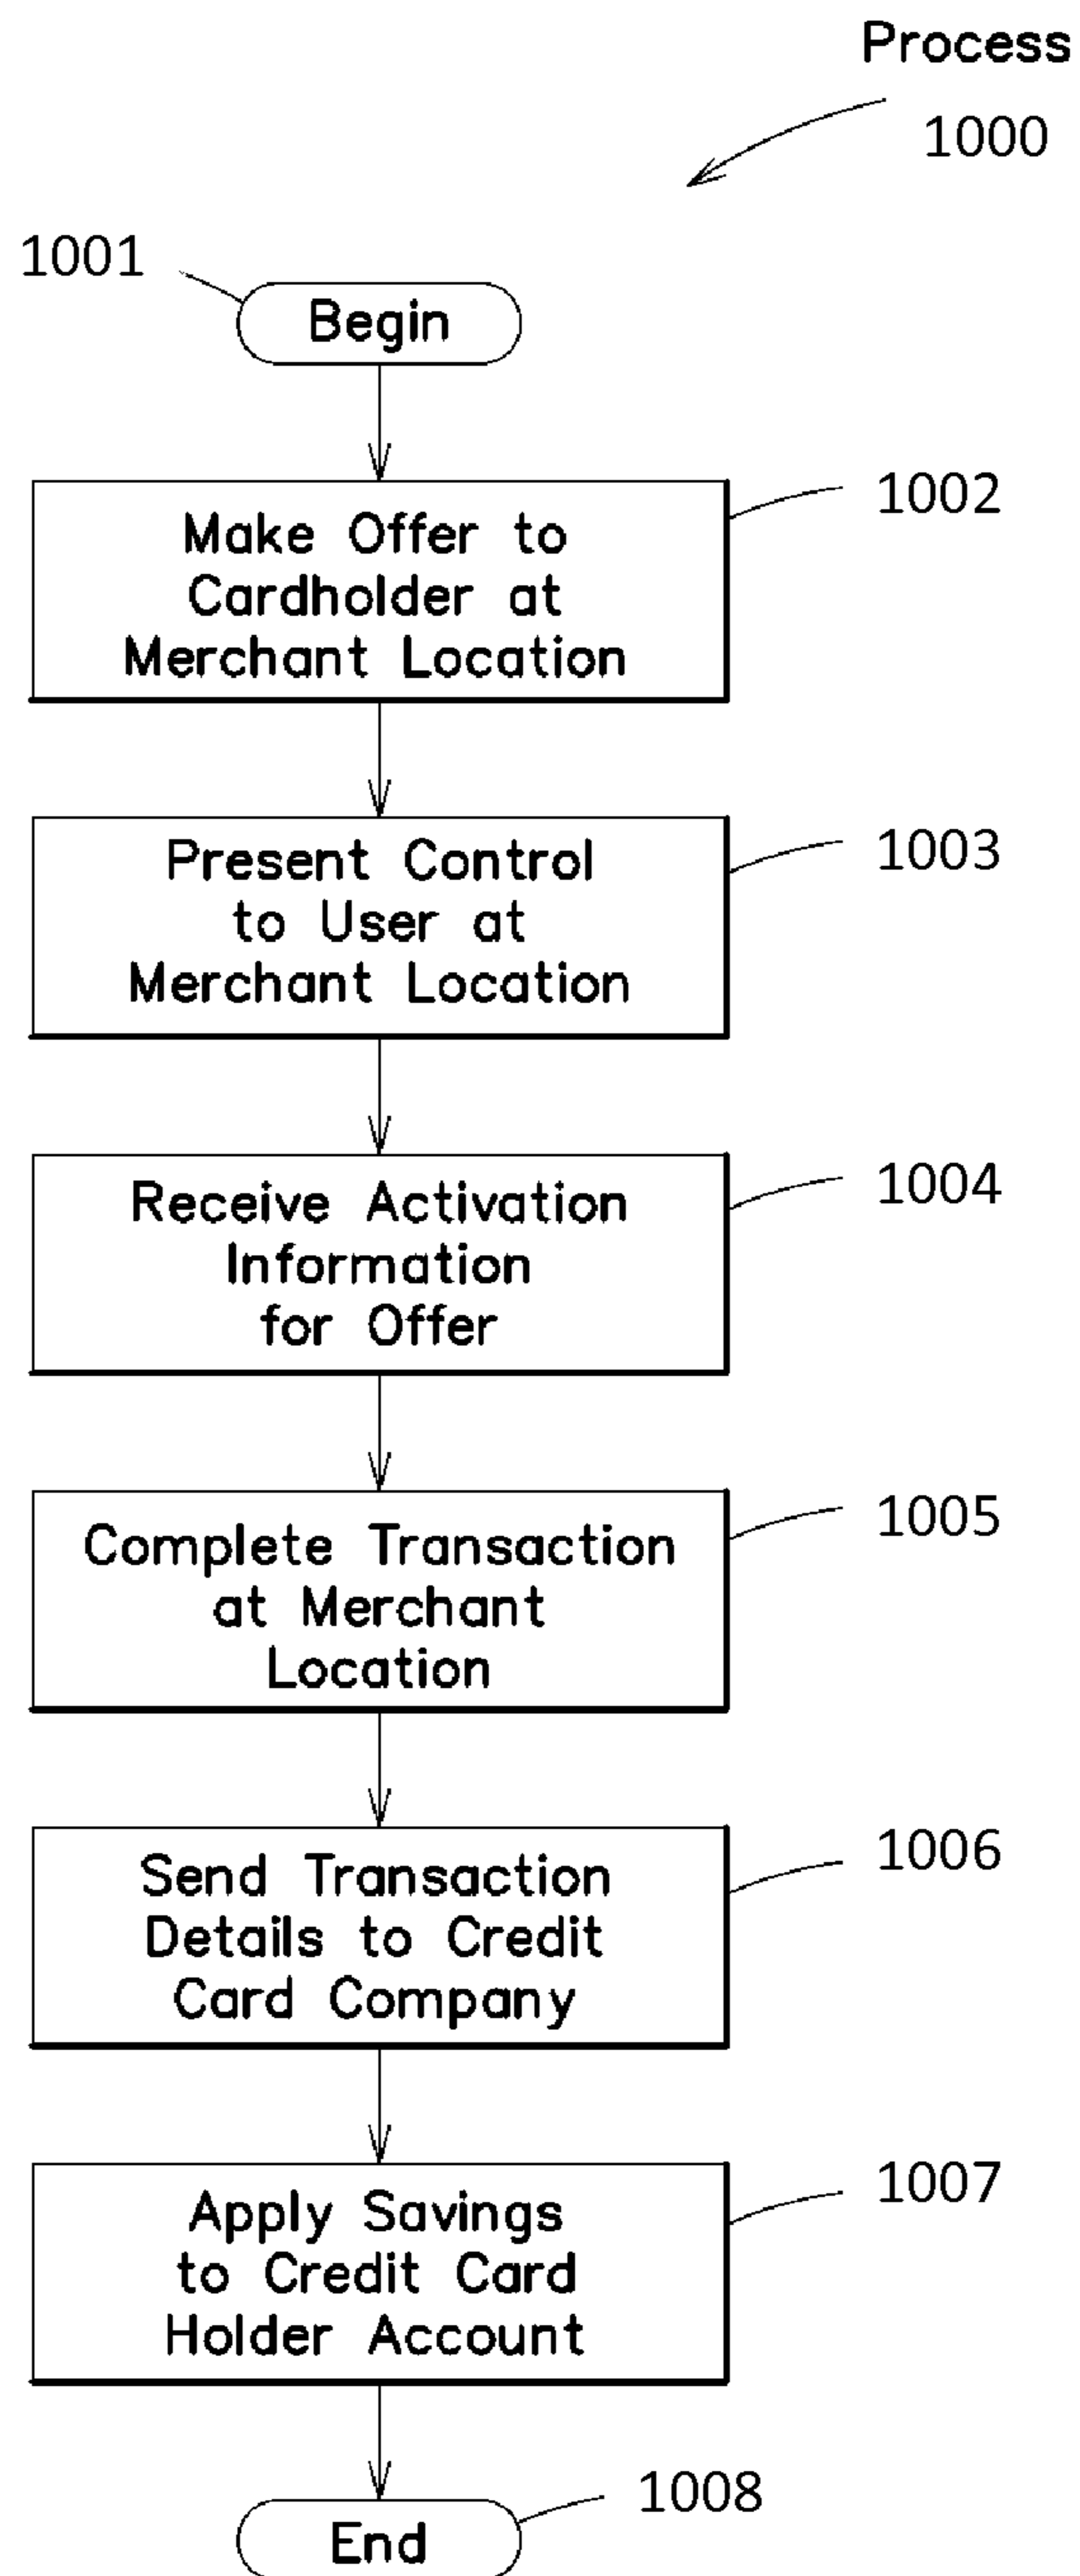 Process
1000
1001
Begin
1002
Make Offer to
Cardholder at
Merchant Location
1003
Present Control
to User at
Merchant Location
1004
Receive Activation
Information
for Offer
1005
Complete Transaction
at Merchant
Location
1006
Send Transaction
Details to Credit
Card Company
1007
Apply Savings
to Credit Card
Holder Account
1008
End